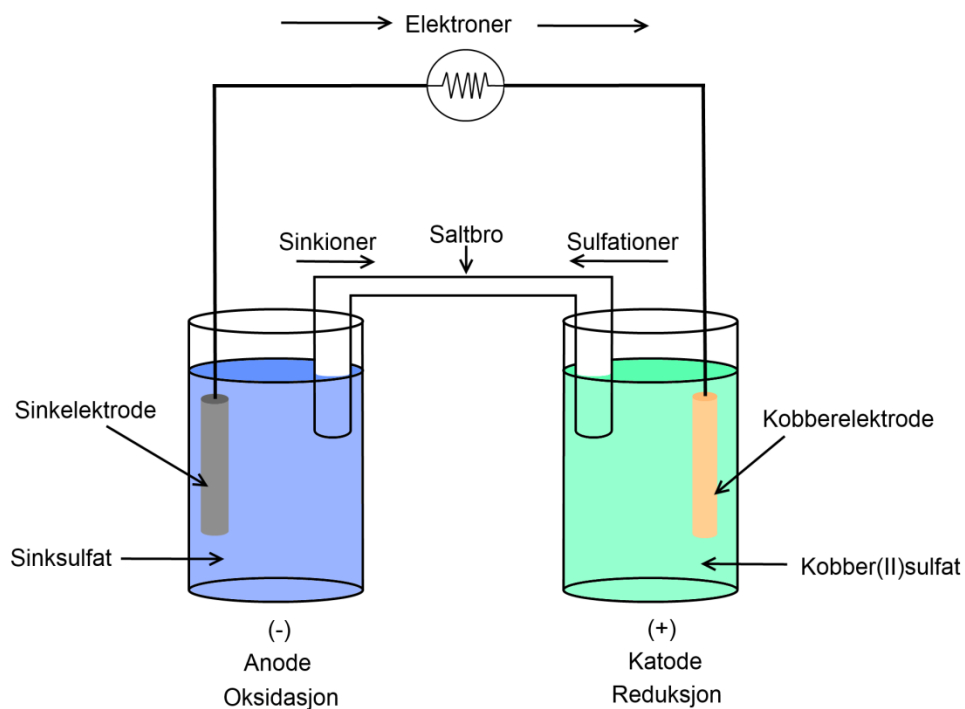 Elektroner
Sinkioner
Saltbro
Sulfationer
Sinkelektrode
Kobberelektrode
Sinksulfat
Kobber(II)sulfat
(-)
Anode
Oksidasjon
(+)
Katode
Reduksjon